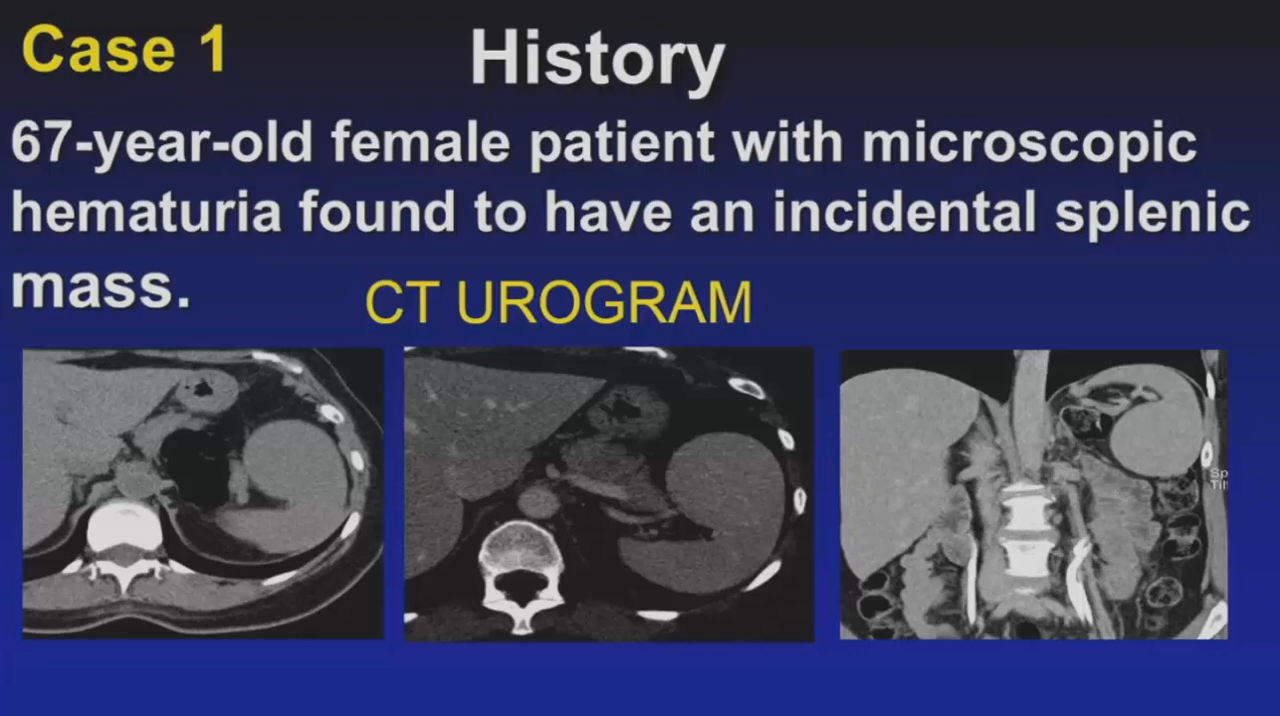 Case 1
History
67-year-old female patient with microscopic
hematuria found to have an incidental splenic
mass.
CT UROGRAM
Sp